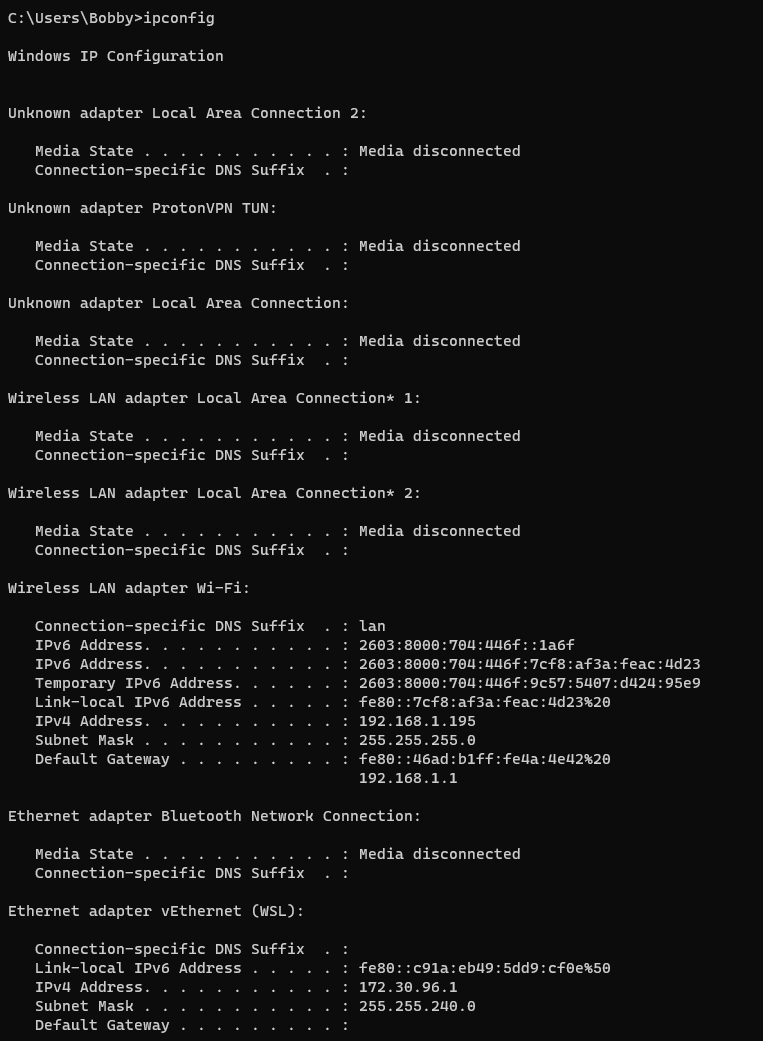 C:\Users\Bobby>ipconfig
Windows IP Configuration
Unknown adapter Local Area Connection 2:
Media State . . . . . . . . . . . : Media disconnected
Connection-specific DNS Suffix  . :
Unknown adapter ProtonVPN TUN:
Media State . . . . . . . . . . . : Media disconnected
Connection-specific DNS Suffix  . :
Unknown adapter Local Area Connection:
Media State . . . . . . . . . . . : Media disconnected
Connection-specific DNS Suffix  . :
Wireless LAN adapter Local Area Connection* 1:
Media State . . . . . . . . . . . : Media disconnected
Connection-specific DNS Suffix  . :
Wireless LAN adapter Local Area Connection* 2:
Media State . . . . . . . . . . . : Media disconnected
Connection-specific DNS Suffix  . :
Wireless LAN adapter Wi-Fi:
Connection-specific DNS Suffix  . : lan
IPv6 Address. . . . . . . . . . . : 2603:8000:704:446f::1a6f
IPv6 Address. . . . . . . . . . . : 2603:8000:704:446f:7cf8:af3a:feac:4d23
Temporary IPv6 Address. . . . . . : 2603:8000:704:446f:9c57:5407:d424:95e9
Link-local IPv6 Address . . . . . : fe80::7cf8:af3a:feac:4d23%20
IPv4 Address. . . . . . . . . . . : 192.168.1.195
Subnet Mask . . . . . . . . . . . : 255.255.255.0
Default Gateway . . . . . . . . . : fe80::46ad:b1ff:fe4a:4e42%20
192.168.1.1
Ethernet adapter Bluetooth Network Connection:
Media State . . . . . . . . . . . : Media disconnected
Connection-specific DNS Suffix  . :
Ethernet adapter vEthernet (WSL):
Connection-specific DNS Suffix  . :
Link-local IPv6 Address . . . . . : fe80::c91a:eb49:5dd9:cf0e%50
IPv4 Address. . . . . . . . . . . : 172.30.96.1
Subnet Mask . . . . . . . . . . . : 255.255.240.0
Default Gateway . . . . . . . . . :